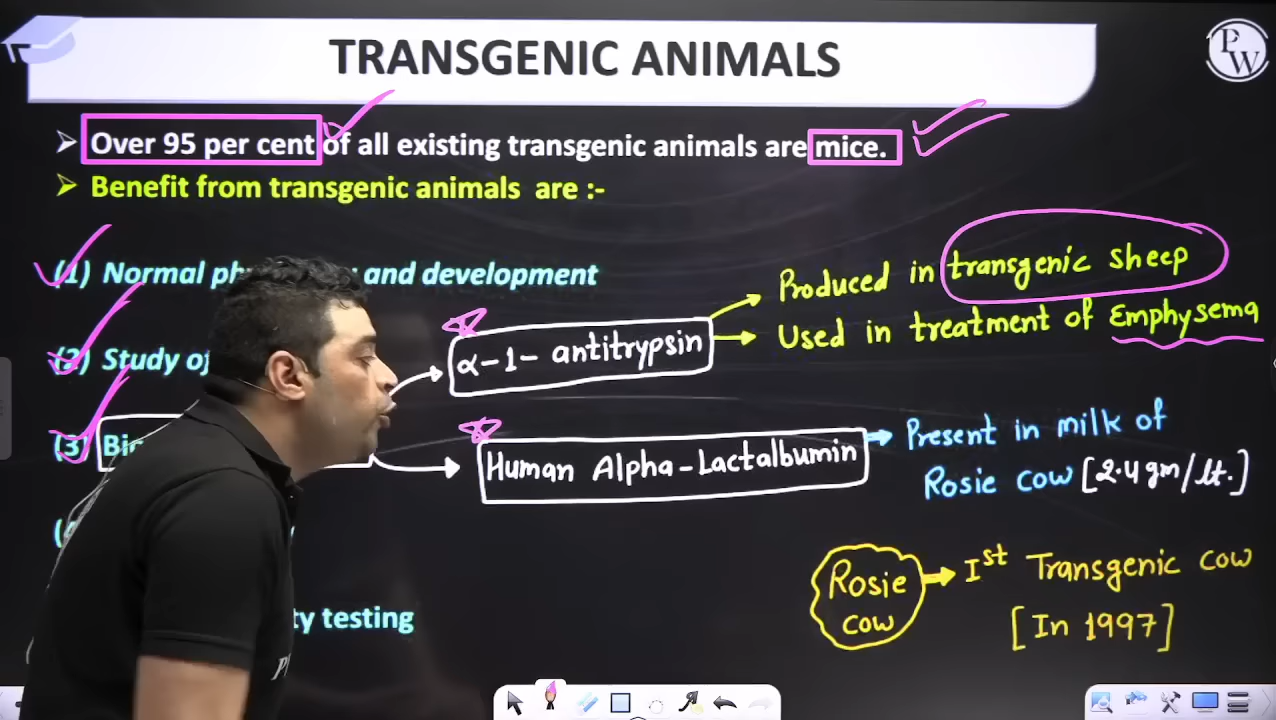 TRANSGENIC ANIMALS
PW
Over 95 per cent of all existing transgenic animals are mice.
Benefit from transgenic animals are :-
(1) Normal and development
(2) Study of
(3)
α-1-antitrypsin
Produced in transgenic sheep
Used in treatment of Emphysema
Human Alpha-Lactalbumin
Present in milk of
Rosie cow [2.4 gm/lt.]
Rosie
cow
Ist Transgenic cow
[In 1997]
testing